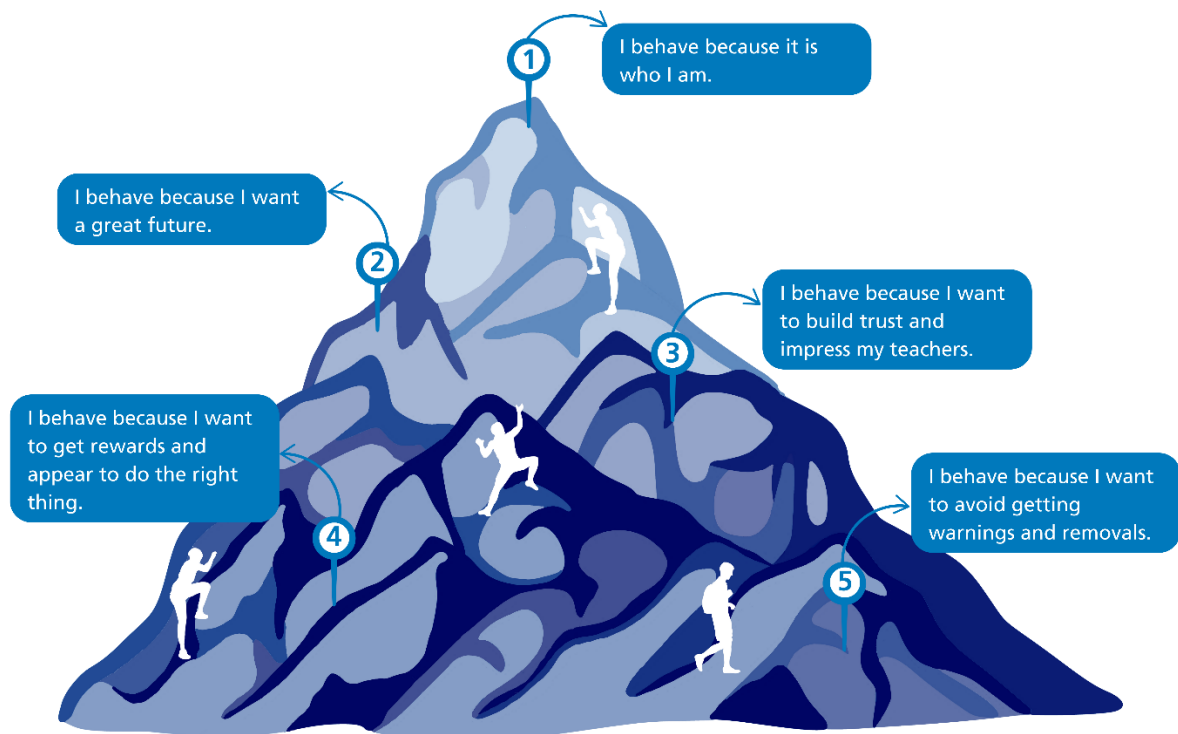 1
I behave because it is
who I am.
2
I behave because I want
a great future.
3
I behave because I want
to build trust and
impress my teachers.
4
I behave because I want
to get rewards and
appear to do the right
thing.
5
I behave because I want
to avoid getting
warnings and removals.